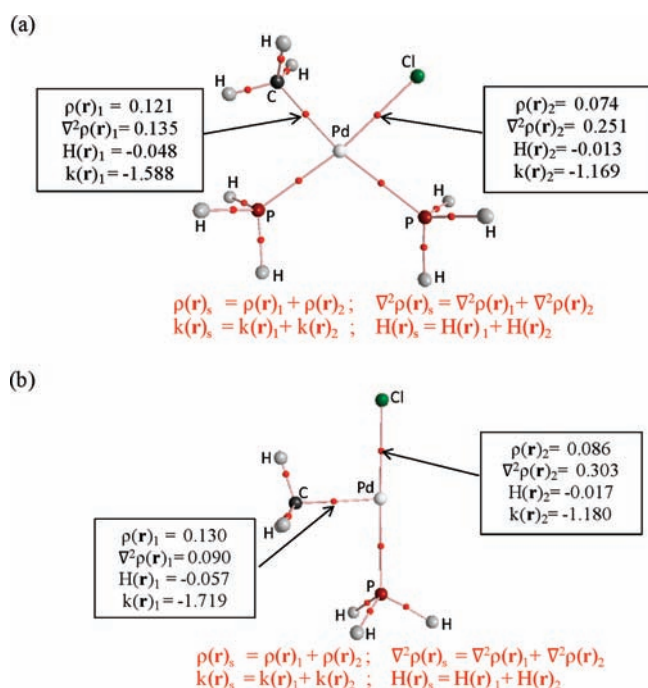 (a)
H
H
H
C
Cl
Pd
ρ(r)₁ = 0.121
∇²ρ(r)₁= 0.135
H(r)₁ = -0.048
k(r)₁= -1.588
ρ(r)₂= 0.074
∇²ρ(r)₂= 0.251
H(r)₂= -0.013
k(r)₂= -1.169
H
H
P
H
H
H
P
H
ρ(r)ₛ = ρ(r)₁+ ρ(r)₂ ; ∇²ρ(r)ₛ = ∇²ρ(r)₁+ ∇²ρ(r)₂
k(r)ₛ = k(r)₁+ k(r)₂ ; H(r)ₛ = H(r)₁+ H(r)₂
(b)
Cl
H
C
H
Pd
ρ(r)₂= 0.086
∇²ρ(r)₂= 0.303
H(r)₂= -0.017
k(r)₂= -1.180
ρ(r)₁ = 0.130
∇²ρ(r)₁= 0.090
H(r)₁ = -0.057
k(r)₁= -1.719
P
H
H
H
ρ(r)ₛ = ρ(r)₁+ ρ(r)₂ ; ∇²ρ(r)ₛ = ∇²ρ(r)₁+ ∇²ρ(r)₂
k(r)ₛ = k(r)₁+ k(r)₂ ; H(r)ₛ = H(r)₁+ H(r)₂